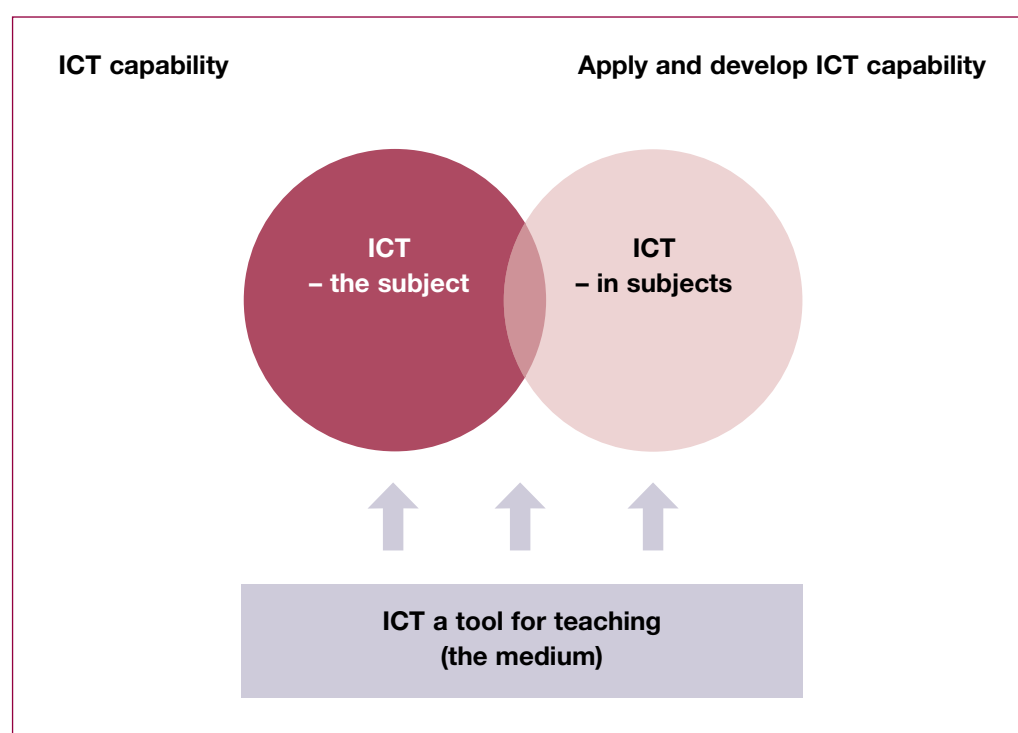 ICT capability
Apply and develop ICT capability
ICT
– the subject
ICT
– in subjects
ICT a tool for teaching
(the medium)